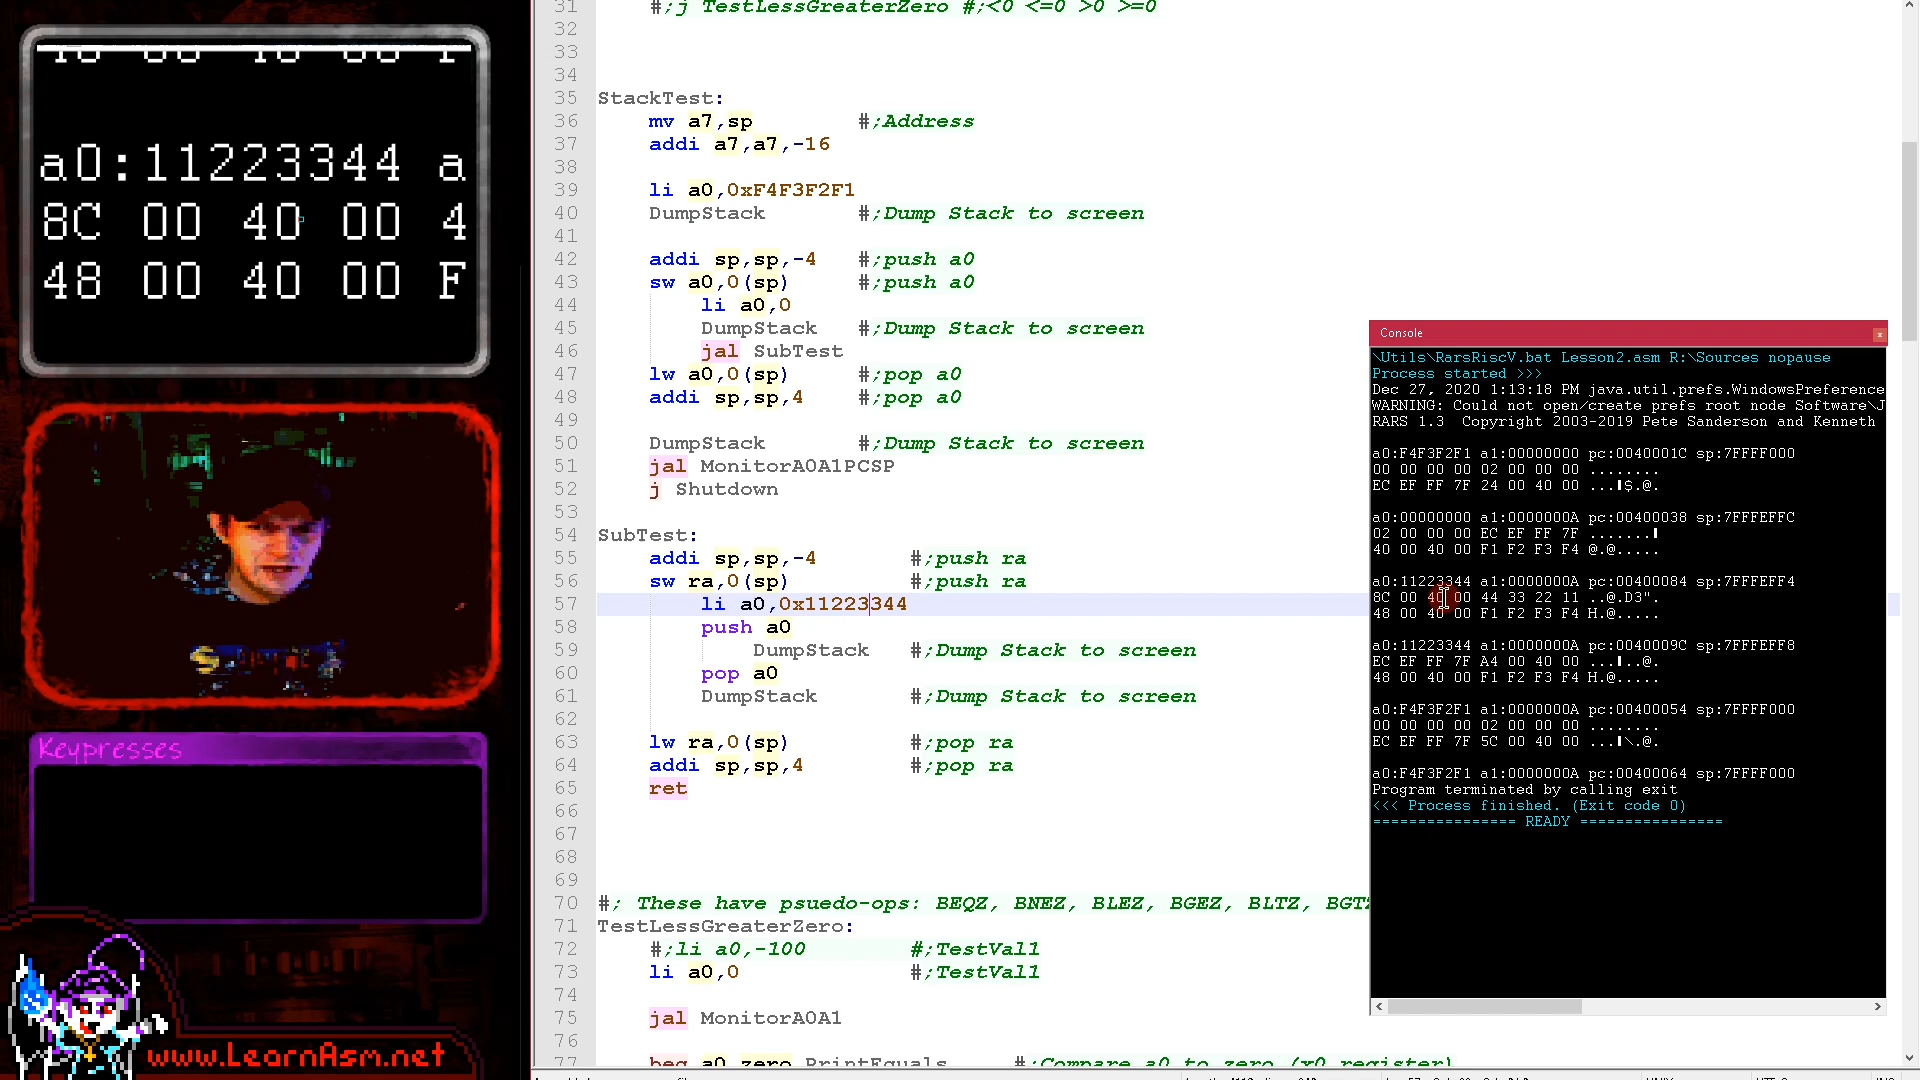 a0:11223344 a
8C 00 40 00 4
48 00 40 00 F
Keypresses
www.LearnAsm.net
31 #;j TestLessGreaterZero #;<0 <=0 >0 >=0
32
33
34
35 StackTest:
36 mv a7,sp #;Address
37 addi a7,a7,-16
38
39 li a0,0xF4F3F2F1
40 DumpStack #;Dump Stack to screen
41
42 addi sp,sp,-4 #;push a0
43 sw a0,0(sp) #;push a0
44 li a0,0
45 DumpStack #;Dump Stack to screen
46 jal SubTest
47 lw a0,0(sp) #;pop a0
48 addi sp,sp,4 #;pop a0
49
50 DumpStack #;Dump Stack to screen
51 jal MonitorA0A1PCSP
52 j Shutdown
53
54 SubTest:
55 addi sp,sp,-4 #;push ra
56 sw ra,0(sp) #;push ra
57 li a0,0x11223344
58 push a0
59 DumpStack #;Dump Stack to screen
60 pop a0
61 DumpStack #;Dump Stack to screen
62
63 lw ra,0(sp) #;pop ra
64 addi sp,sp,4 #;pop ra
65 ret
66
67
68
69
70 #; These have psuedo-ops: BEQZ, BNEZ, BLEZ, BGEZ, BLTZ, BGTZ
71 TestLessGreaterZero:
72 #;li a0,-100 #;TestVal1
73 li a0,0 #;TestVal1
74
75 jal MonitorA0A1
76
77 beq a0,zero,PrintEquals #;Compare a0 to zero (x0 register)
Console
\Utils\RarsRiscV.bat Lesson2.asm R:\Sources nopause
Process started >>>
Dec 27, 2020 1:13:18 PM java.util.prefs.WindowsPreference
WARNING: Could not open/create prefs root node Software\J
RARS 1.3 Copyright 2003-2019 Pete Sanderson and Kenneth
a0:F4F3F2F1 a1:00000000 pc:0040001C sp:7FFFF000
00 00 00 00 02 00 00 00 ........
EC EF FF 7F 24 00 40 00 ...▮$.@.
a0:00000000 a1:0000000A pc:00400038 sp:7FFFEFFC
02 00 00 00 EC EF FF 7F .......▮
40 00 40 00 F1 F2 F3 F4 @.@.....
a0:11223344 a1:0000000A pc:00400084 sp:7FFFEFF4
8C 00 40 00 44 33 22 11 ..@.D3".
48 00 40 00 F1 F2 F3 F4 H.@.....
a0:11223344 a1:0000000A pc:0040009C sp:7FFFEFF8
EC EF FF 7F A4 00 40 00 ...▮..@.
48 00 40 00 F1 F2 F3 F4 H.@.....
a0:F4F3F2F1 a1:0000000A pc:00400054 sp:7FFFF000
00 00 00 00 02 00 00 00 ........
EC EF FF 7F 5C 00 40 00 ...▮\.@.
a0:F4F3F2F1 a1:0000000A pc:00400064 sp:7FFFF000
Program terminated by calling exit
<<< Process finished. (Exit code 0)
================ READY ================